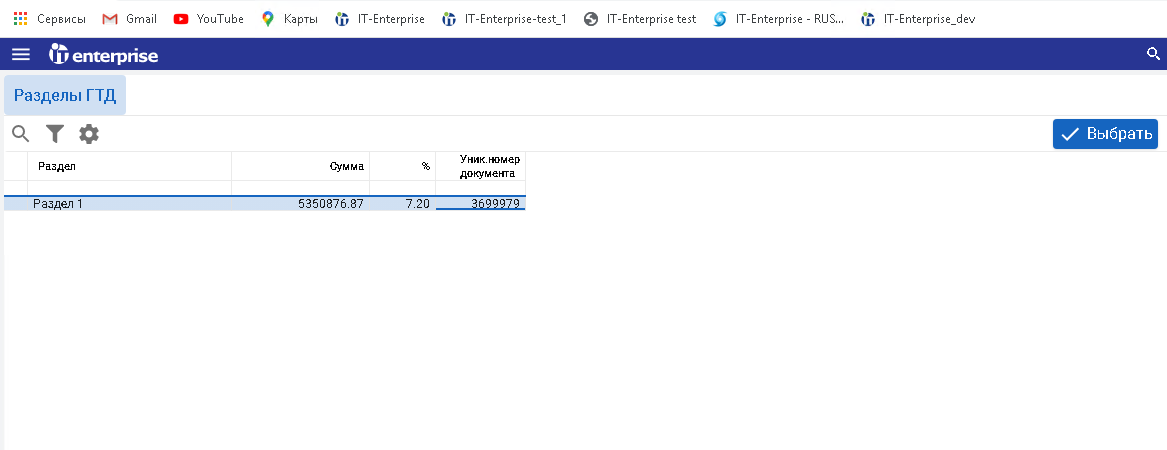 Сервисы Gmail YouTube Карты IT-Enterprise IT-Enterprise-test_1 IT-Enterprise test IT-Enterprise - RUS... IT-Enterprise_dev
it enterprise
Разделы ГТД
Выбрать
Раздел Сумма % Уник.номер
документа
Раздел 1 5350876.87 7.20 3699979